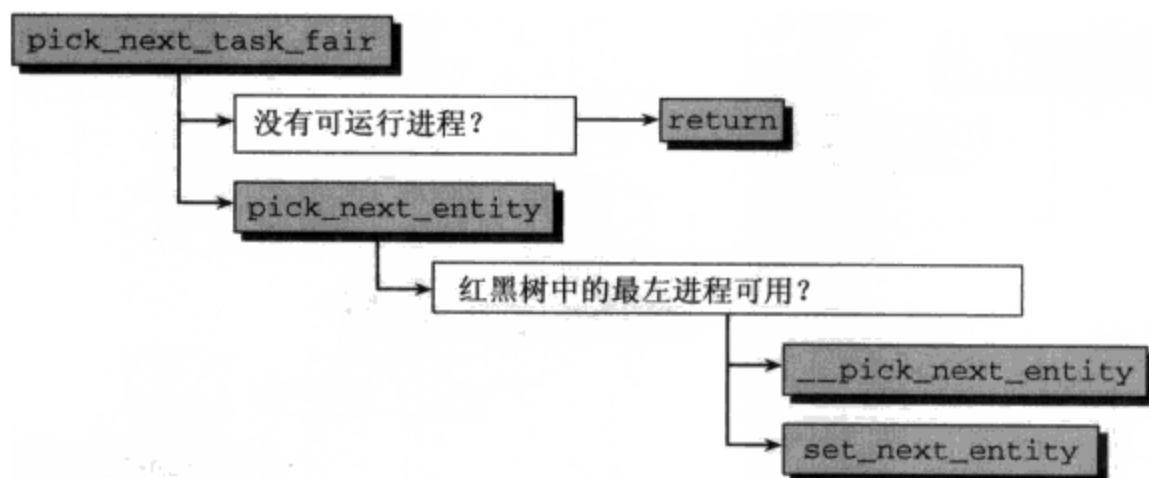 pick_next_task_fair
没有可运行进程?
return
pick_next_entity
红黑树中的最左进程可用?
__pick_next_entity
set_next_entity